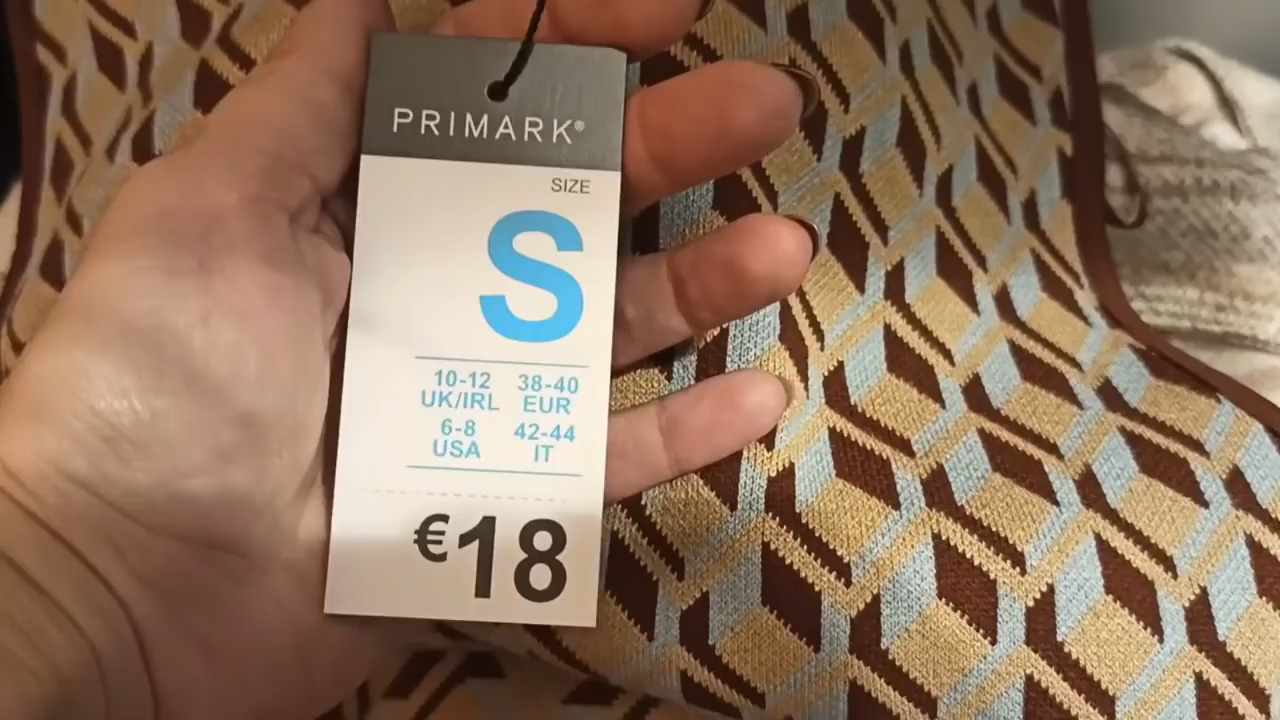 PRIMARK®
SIZE
S
10-12 38-40
UK/IRL EUR
6-8 42-44
USA IT
€18